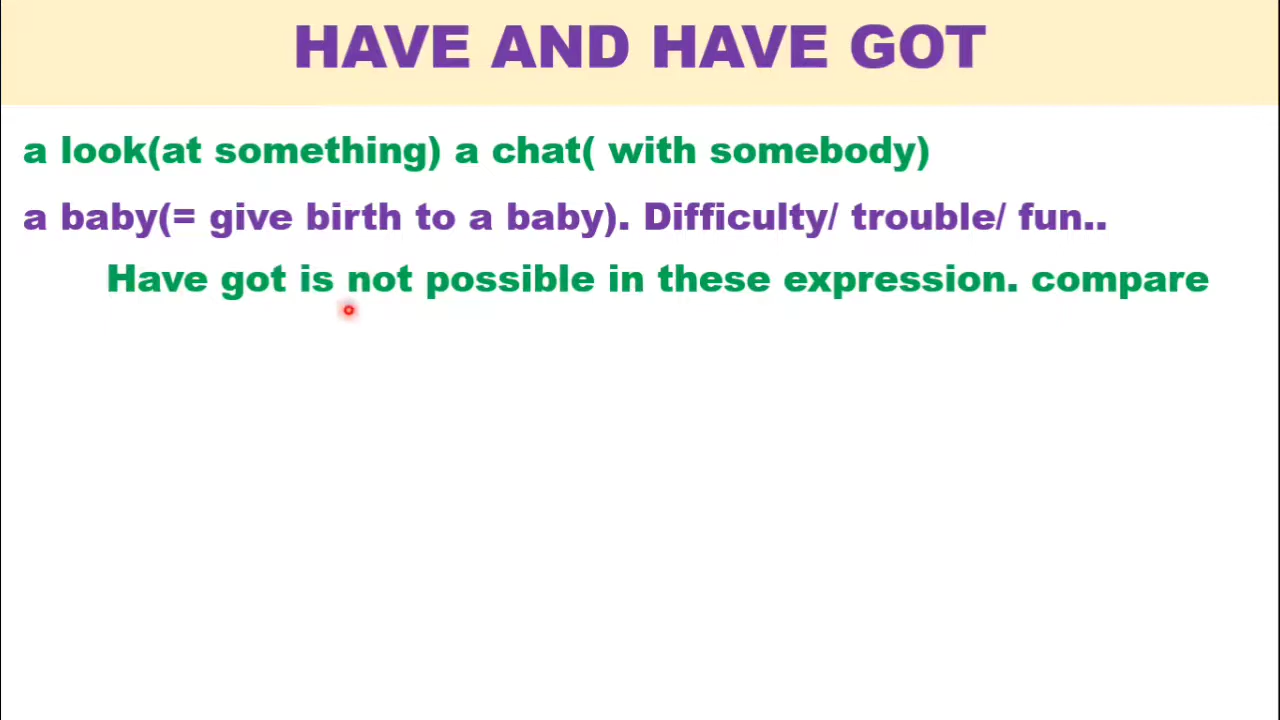 HAVE AND HAVE GOT
a look(at something) a chat( with somebody)
a baby(= give birth to a baby). Difficulty/ trouble/ fun..
Have got is not possible in these expression. compare